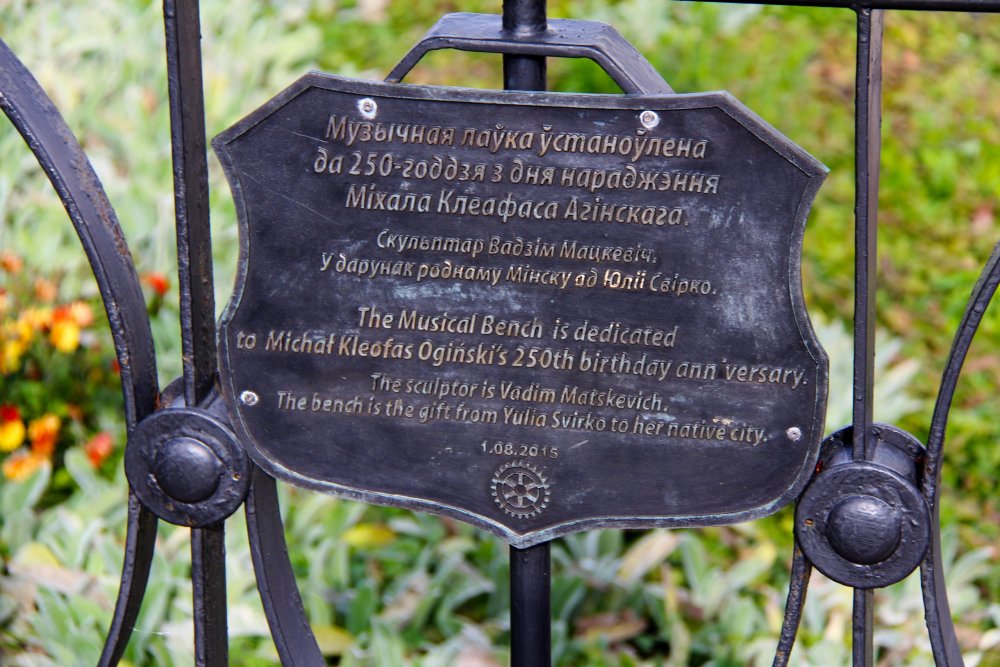 Музычная лаўка ўстаноўлена
да 250-годдзя з дня нараджэння
Міхала Клеафаса Агінскага.
Скульптар Вадзім Мацкевіч.
У дарунак роднаму Мінску ад Юліі Свірко.
The Musical Bench is dedicated
to Michał Kleofas Ogiński's 250th birthday ann versary.
The sculptor is Vadim Matskevich.
The bench is the gift from Yulia Svirko to her native city.
1.08.2015